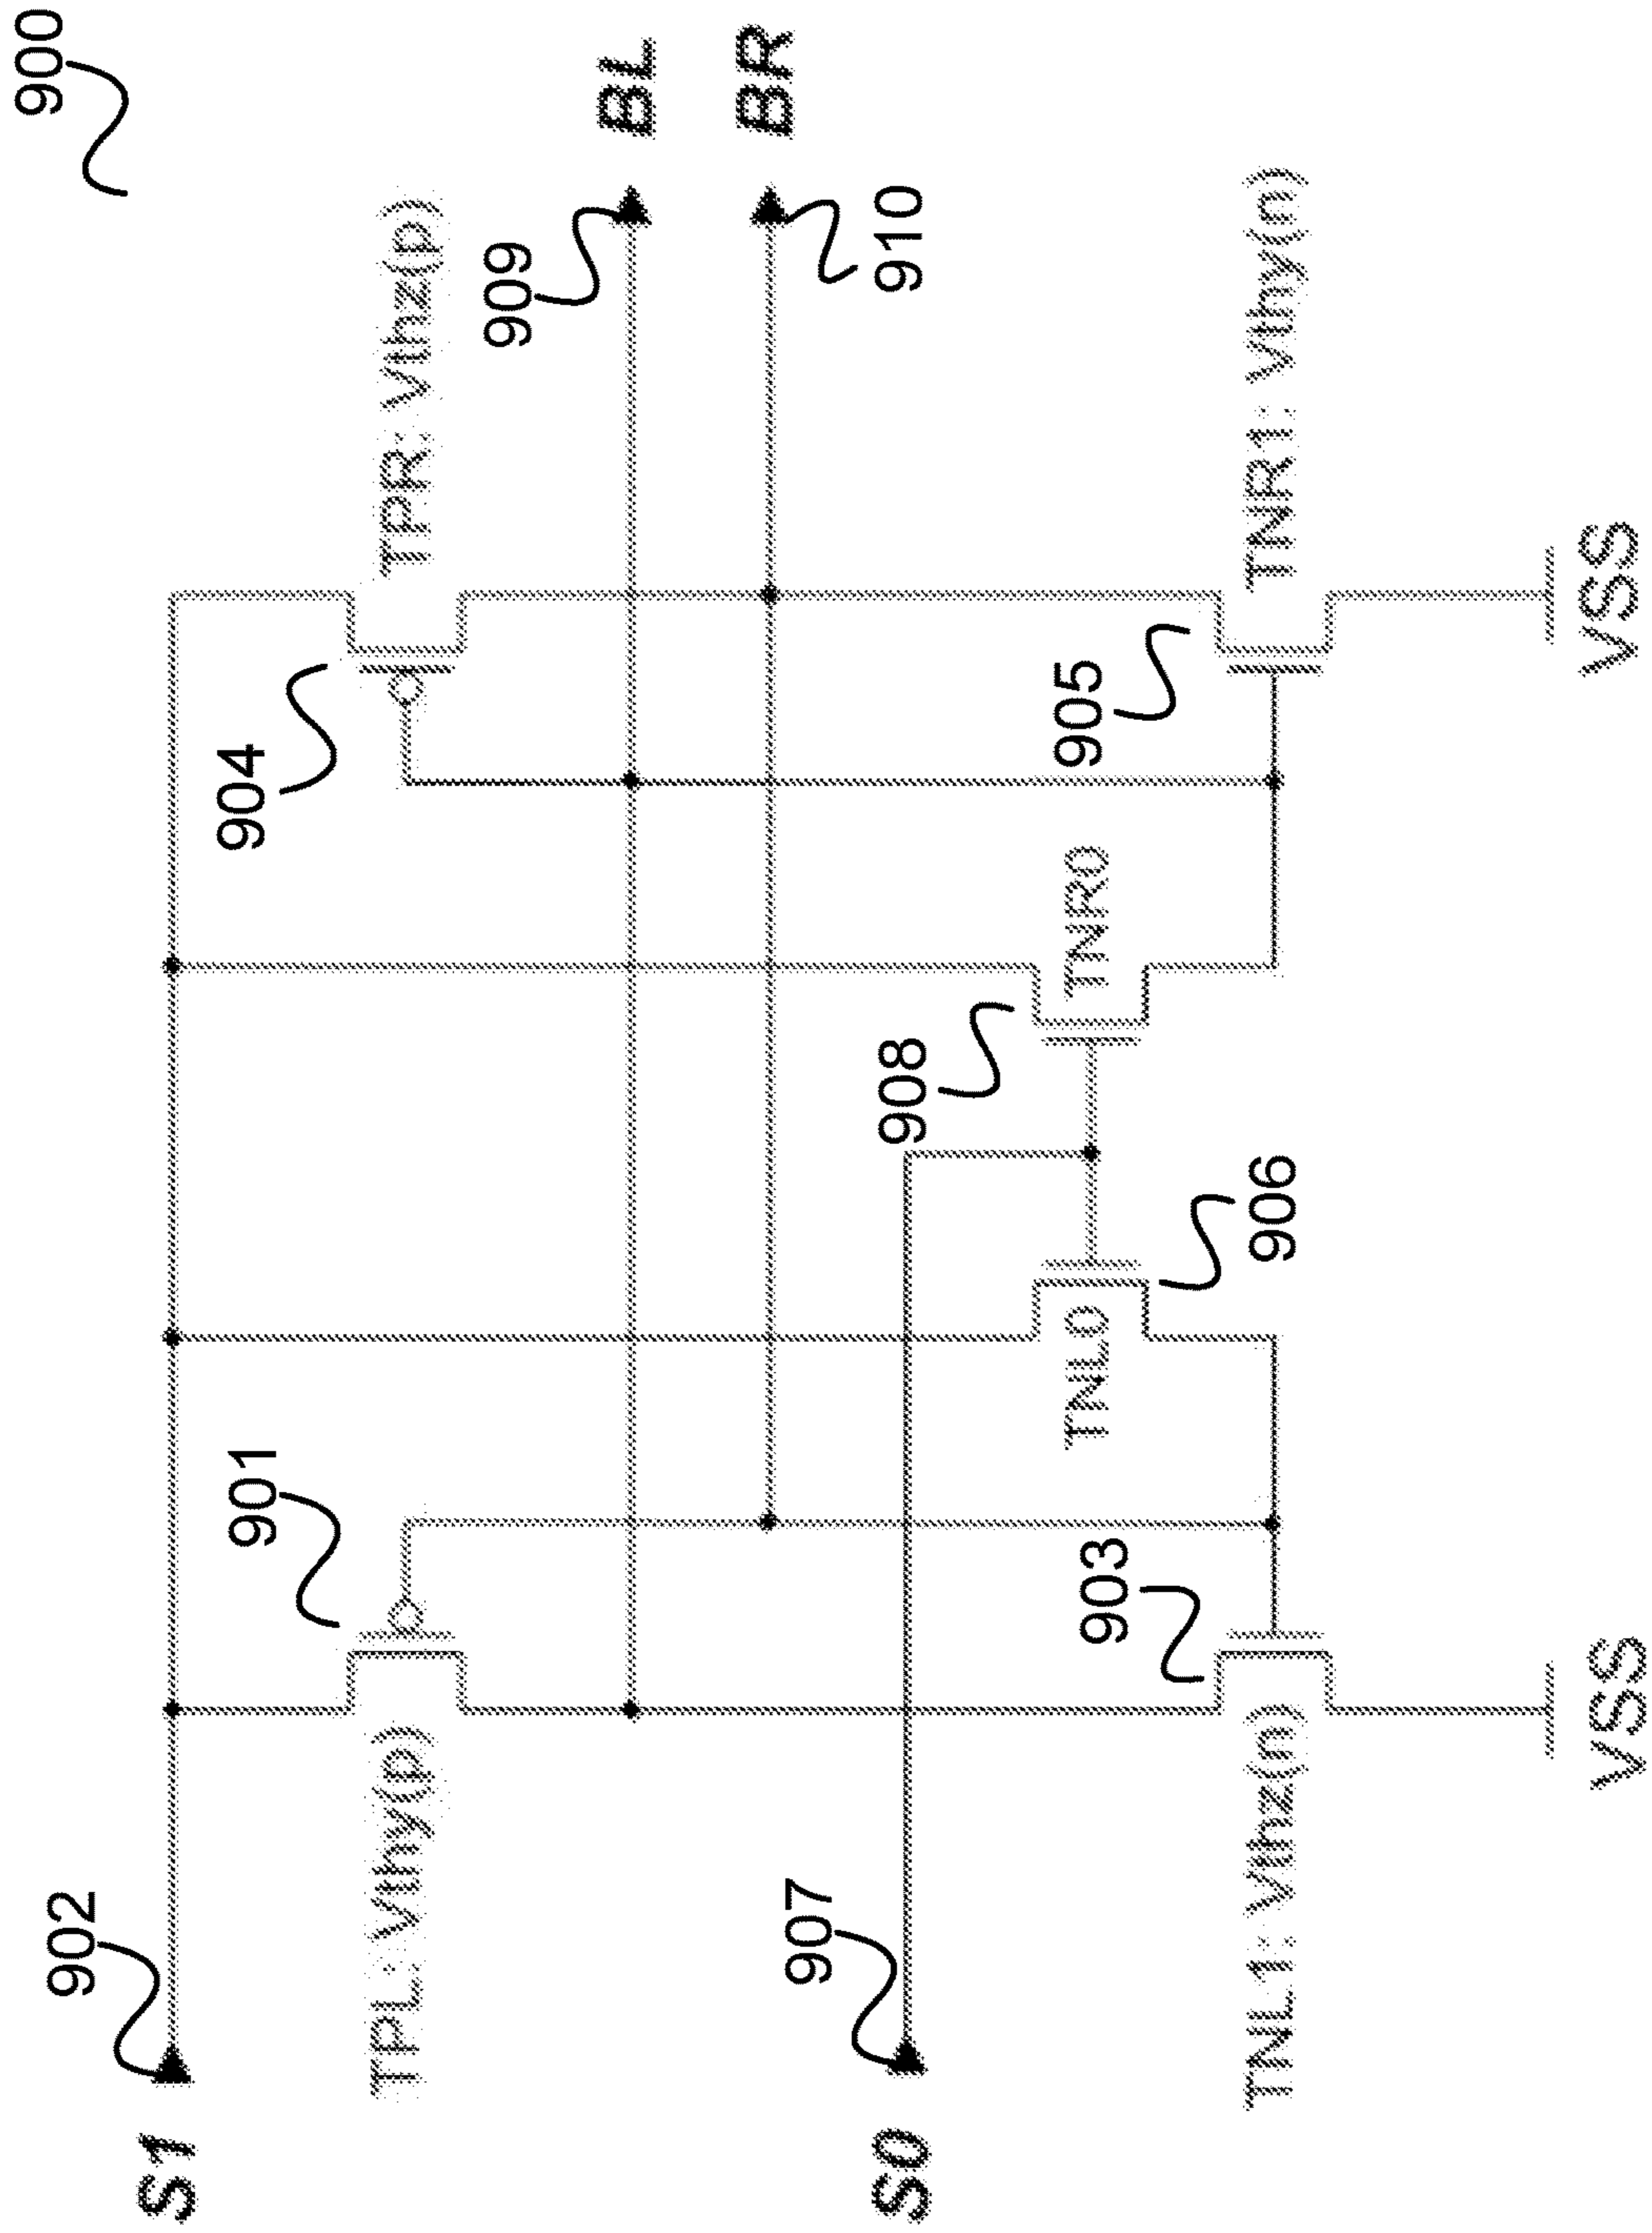 900
902
S1
901
904
TPL: Vthy(p)
TPR: Vthz(p)
909
BL
BR
907
910
S0
908
903
TNL0
TNR0
905
TNL1: Vthz(n)
906
TNR1: Vthy(n)
VSS
VSS